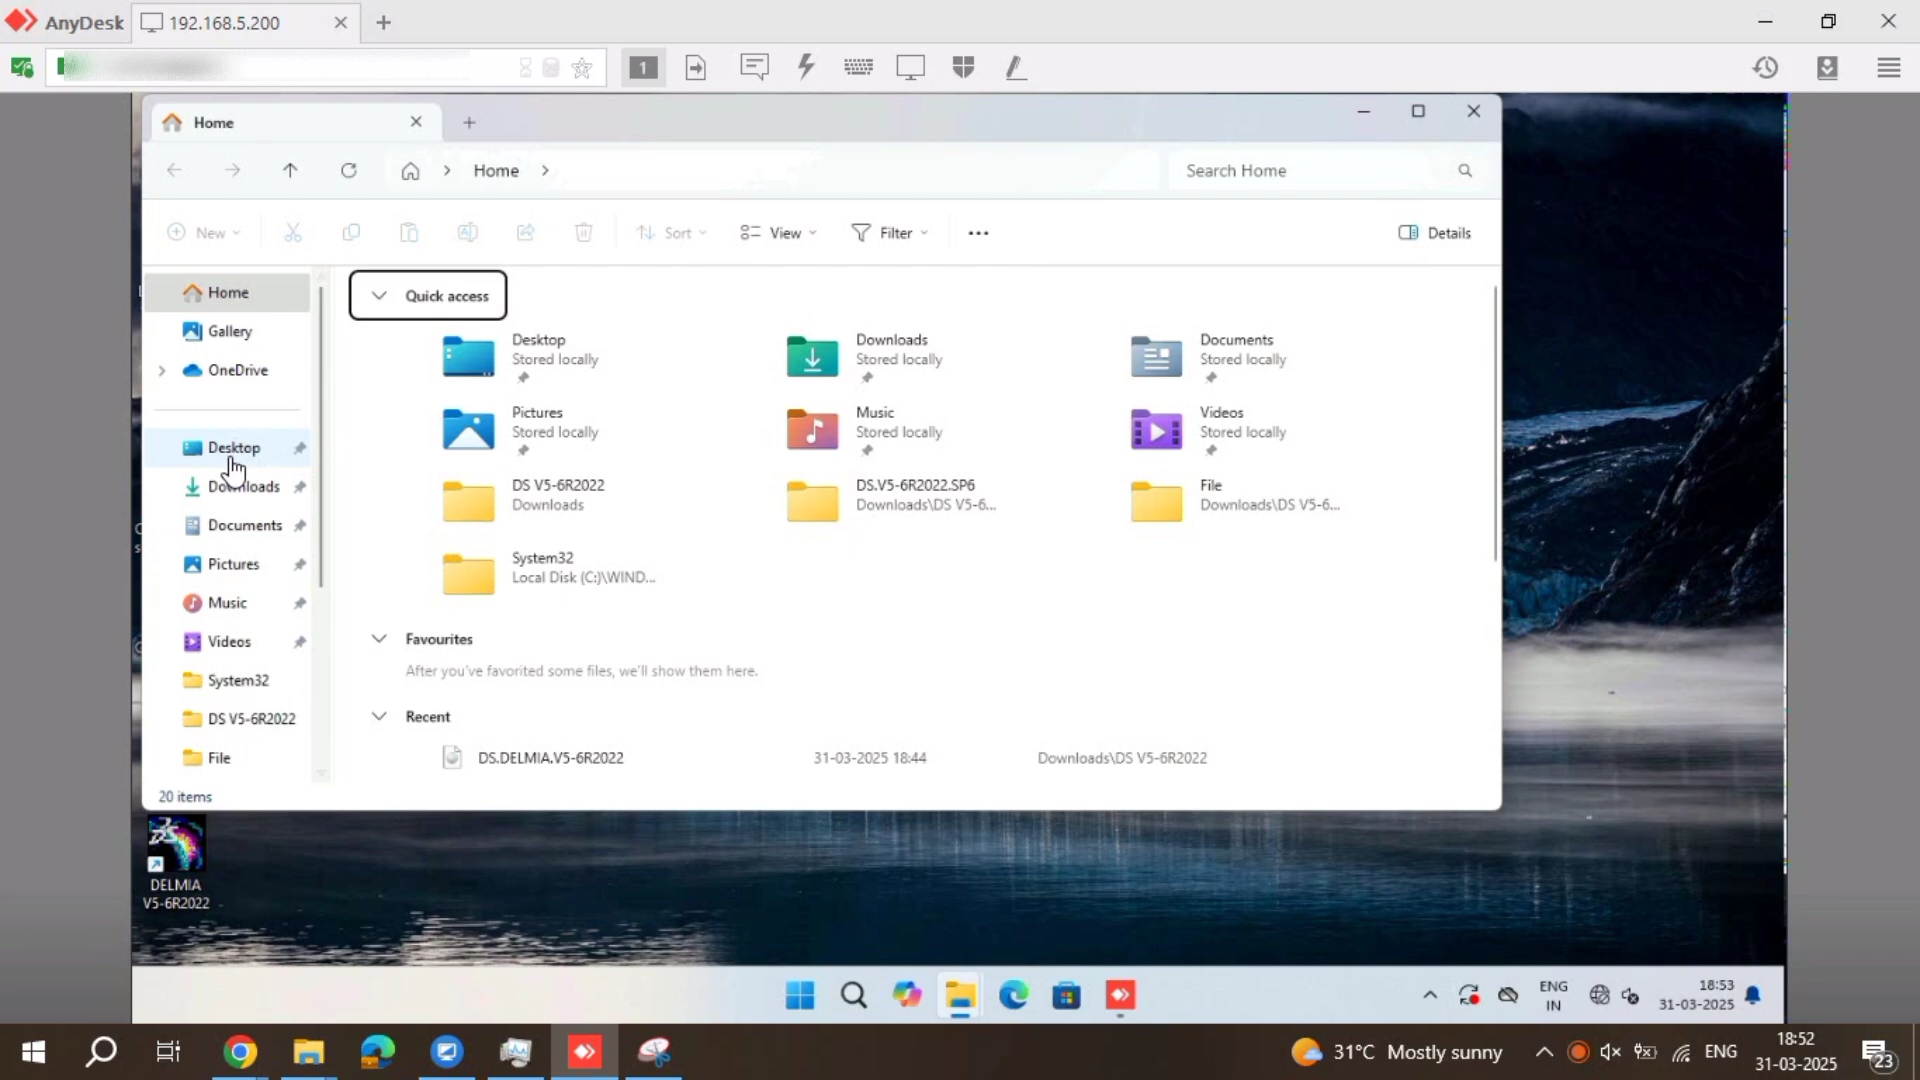 AnyDesk
192.168.5.200
1
Home
Home
Search Home
New
Sort
View
Filter
Details
Home
Gallery
OneDrive
Desktop
Downloads
Documents
Pictures
Music
Videos
System32
DS V5-6R2022
File
Quick access
Desktop
Stored locally
Downloads
Stored locally
Documents
Stored locally
Pictures
Stored locally
Music
Stored locally
Videos
Stored locally
DS V5-6R2022
Downloads
DS.V5-6R2022.SP6
Downloads\DS V5-6...
File
Downloads\DS V5-6...
System32
Local Disk (C:)\WIND...
Favourites
After you've favorited some files, we'll show them here.
Recent
DS.DELMIA.V5-6R2022 31-03-2025 18:44 Downloads\DS V5-6R2022
20 items
DELMIA
V5-6R2022
ENG
IN
18:53
31-03-2025
31°C Mostly sunny
ENG
18:52
31-03-2025
23